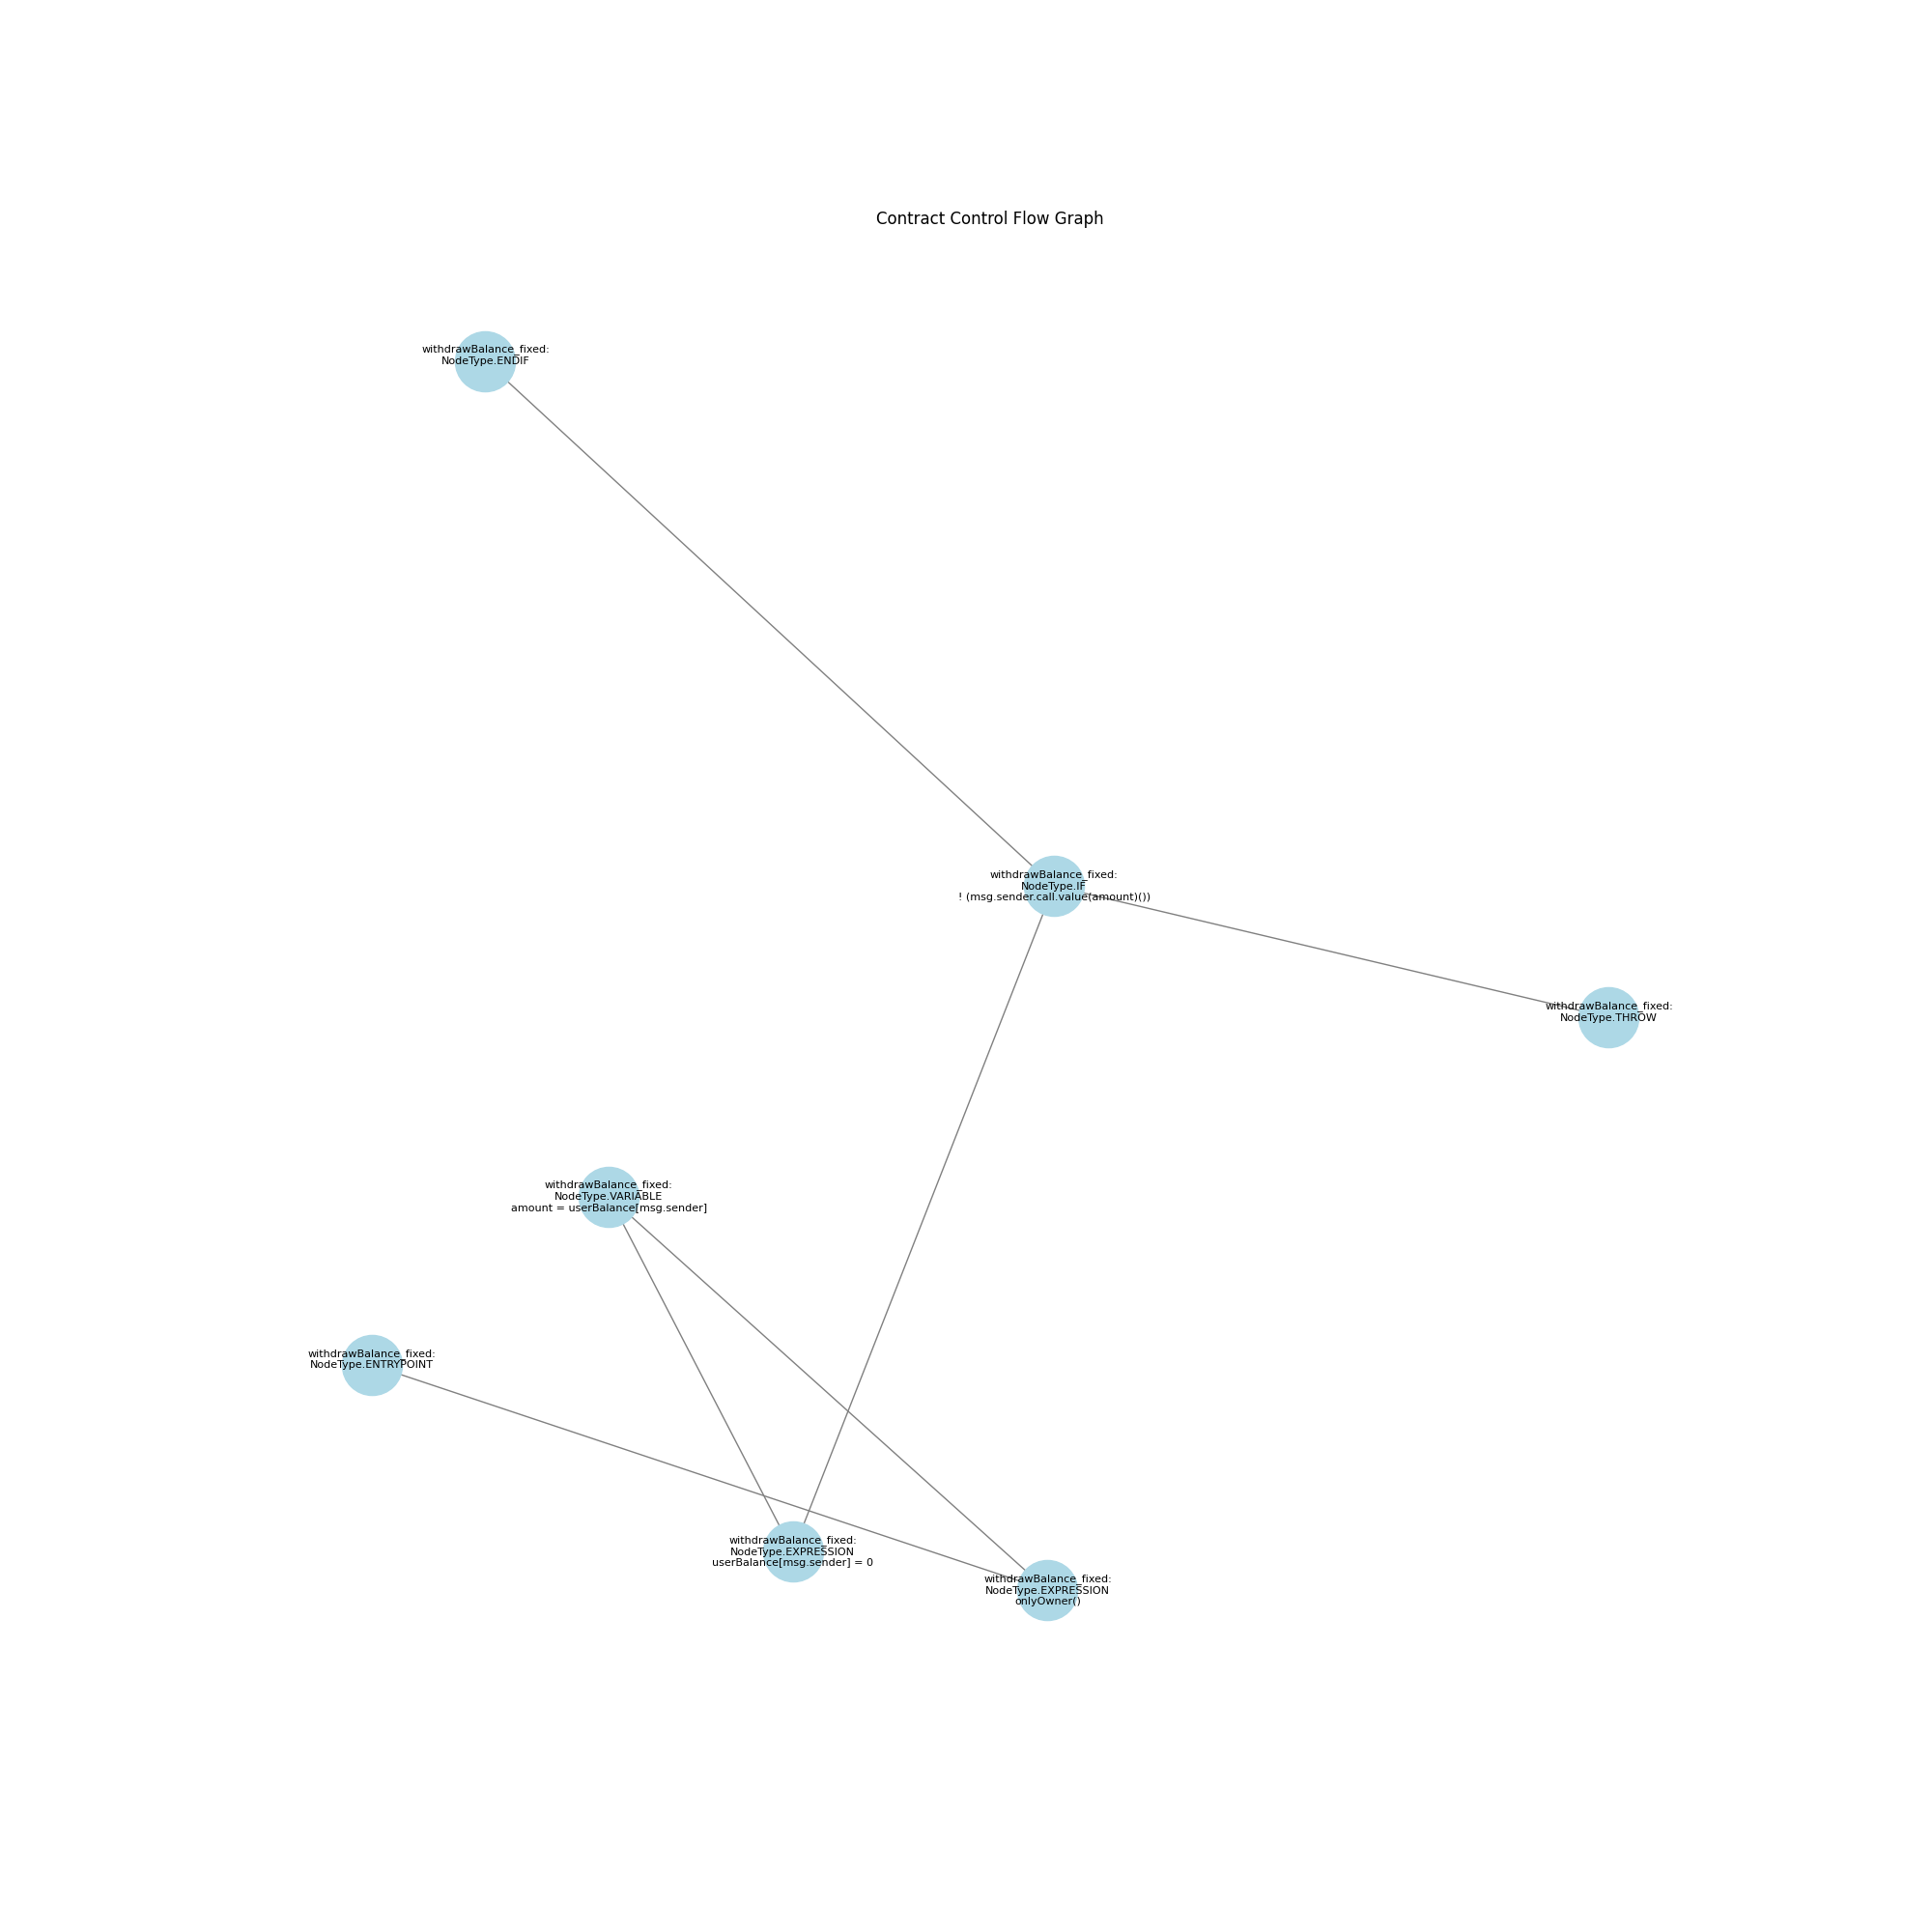 Contract Control Flow Graph
withdrawBalance_fixed:
NodeType.ENDIF
withdrawBalance_fixed:
NodeType.IF
! (msg.sender.call.value(amount)())
withdrawBalance_fixed:
NodeType.THROW
withdrawBalance_fixed:
NodeType.VARIABLE
amount = userBalance[msg.sender]
withdrawBalance_fixed:
NodeType.ENTRYPOINT
withdrawBalance_fixed:
NodeType.EXPRESSION
userBalance[msg.sender] = 0
withdrawBalance_fixed:
NodeType.EXPRESSION
onlyOwner()